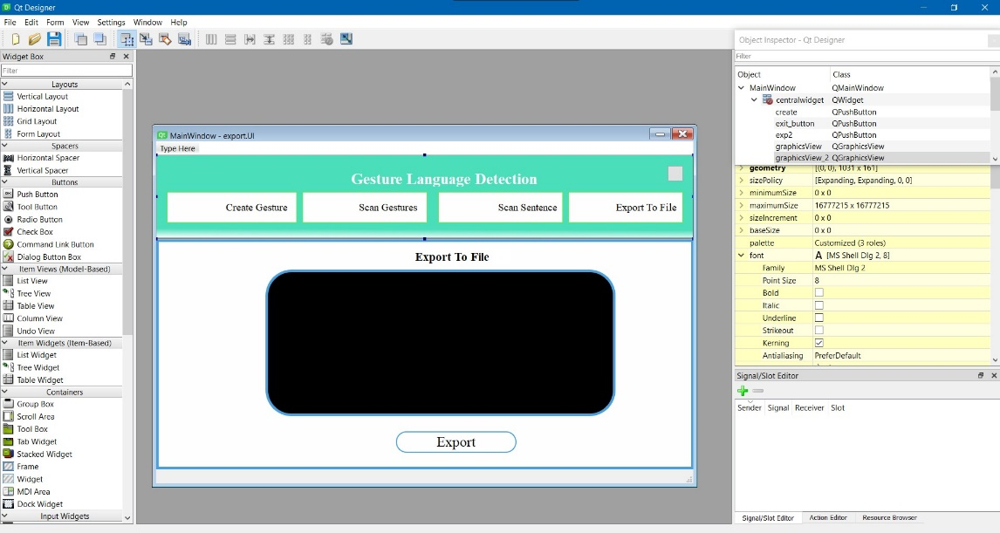 Qt Designer
File Edit Form View Settings Window Help
Widget Box
Filter
Layouts
Vertical Layout
Horizontal Layout
Grid Layout
Form Layout
Spacers
Horizontal Spacer
Vertical Spacer
Buttons
Push Button
Tool Button
Radio Button
Check Box
Command Link Button
Dialog Button Box
Item Views (Model-Based)
List View
Tree View
Table View
Column View
Undo View
Item Widgets (Item-Based)
List Widget
Tree Widget
Table Widget
Containers
Group Box
Scroll Area
Tool Box
Tab Widget
Stacked Widget
Frame
Widget
MDI Area
Dock Widget
Input Widgets
MainWindow - export.UI
Type Here
Gesture Language Detection
Create Gesture Scan Gestures Scan Sentence Export To File
Export To File
Export
Object Inspector - Qt Designer
Filter
Object Class
MainWindow QMainWindow
centralwidget QWidget
create QPushButton
exit_button QPushButton
exp2 QPushButton
graphicsView QGraphicsView
graphicsView_2 QGraphicsView
geometry [(0, 0), 1031 x 161]
sizePolicy [Expanding, Expanding, 0, 0]
minimumSize 0 x 0
maximumSize 16777215 x 16777215
sizeIncrement 0 x 0
baseSize 0 x 0
palette Customized (3 roles)
font A [MS Shell Dlg 2, 8]
Family MS Shell Dlg 2
Point Size 8
Bold
Italic
Underline
Strikeout
Kerning
Antialiasing PreferDefault
Signal/Slot Editor
Sender Signal Receiver Slot
Signal/Slot Editor Action Editor Resource Browser